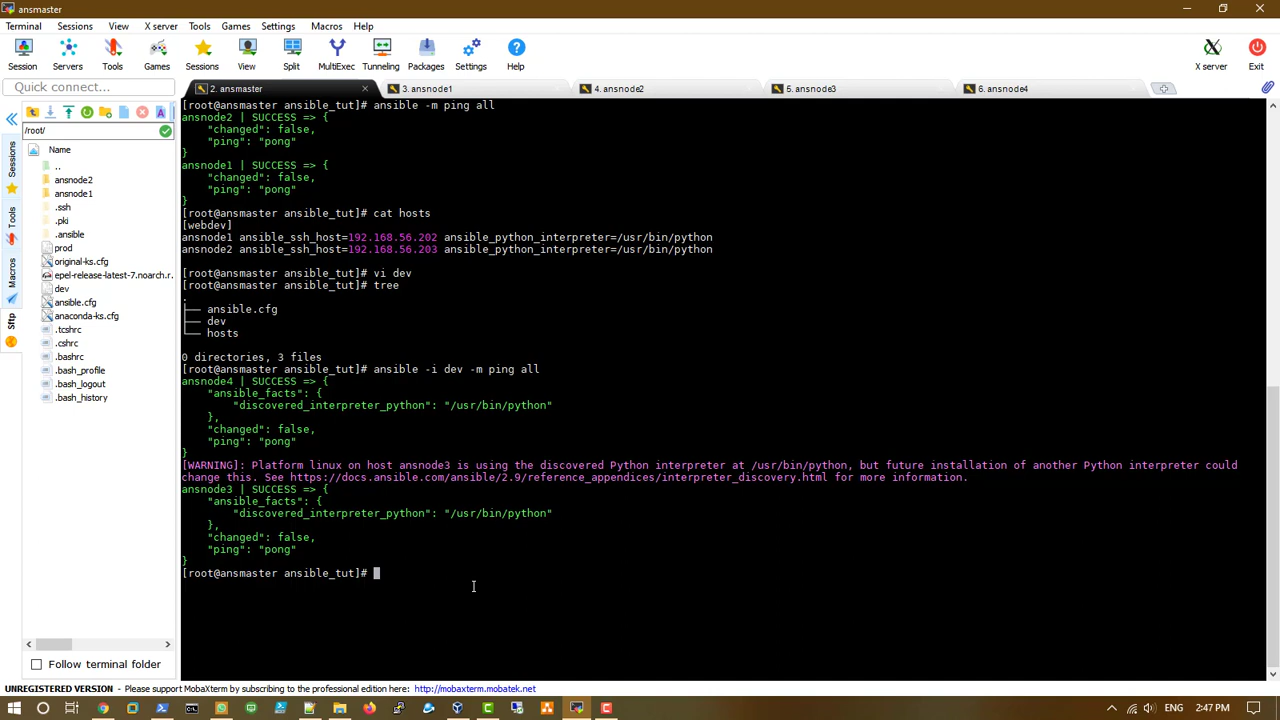 ansmaster
Terminal Sessions View X server Tools Games Settings Macros Help
Session Servers Tools Games Sessions View Split MultiExec Tunneling Packages Settings Help X server Exit
Quick connect...
2. ansmaster 3. ansnode1 4. ansnode2 5. ansnode3 6. ansnode4
/root/
Name
..
ansnode2
ansnode1
.ssh
.pki
.ansible
prod
original-ks.cfg
epel-release-latest-7.noarch.r.
dev
ansible.cfg
anaconda-ks.cfg
.tcshrc
.cshrc
.bashrc
.bash_profile
.bash_logout
.bash_history
Sessions
Tools
Macros
Sftp
Follow terminal folder
[root@ansmaster ansible_tut]# ansible -m ping all
ansnode2 | SUCCESS => {
"changed": false,
"ping": "pong"
}
ansnode1 | SUCCESS => {
"changed": false,
"ping": "pong"
}
[root@ansmaster ansible_tut]# cat hosts
[webdev]
ansnode1 ansible_ssh_host=192.168.56.202 ansible_python_interpreter=/usr/bin/python
ansnode2 ansible_ssh_host=192.168.56.203 ansible_python_interpreter=/usr/bin/python
[root@ansmaster ansible_tut]# vi dev
[root@ansmaster ansible_tut]# tree
.
├── ansible.cfg
├── dev
└── hosts
0 directories, 3 files
[root@ansmaster ansible_tut]# ansible -i dev -m ping all
ansnode4 | SUCCESS => {
"ansible_facts": {
"discovered_interpreter_python": "/usr/bin/python"
},
"changed": false,
"ping": "pong"
}
[WARNING]: Platform linux on host ansnode3 is using the discovered Python interpreter at /usr/bin/python, but future installation of another Python interpreter could
change this. See https://docs.ansible.com/ansible/2.9/reference_appendices/interpreter_discovery.html for more information.
ansnode3 | SUCCESS => {
"ansible_facts": {
"discovered_interpreter_python": "/usr/bin/python"
},
"changed": false,
"ping": "pong"
}
[root@ansmaster ansible_tut]#
UNREGISTERED VERSION - Please support MobaXterm by subscribing to the professional edition here: http://mobaxterm.mobatek.net
ENG 2:47 PM